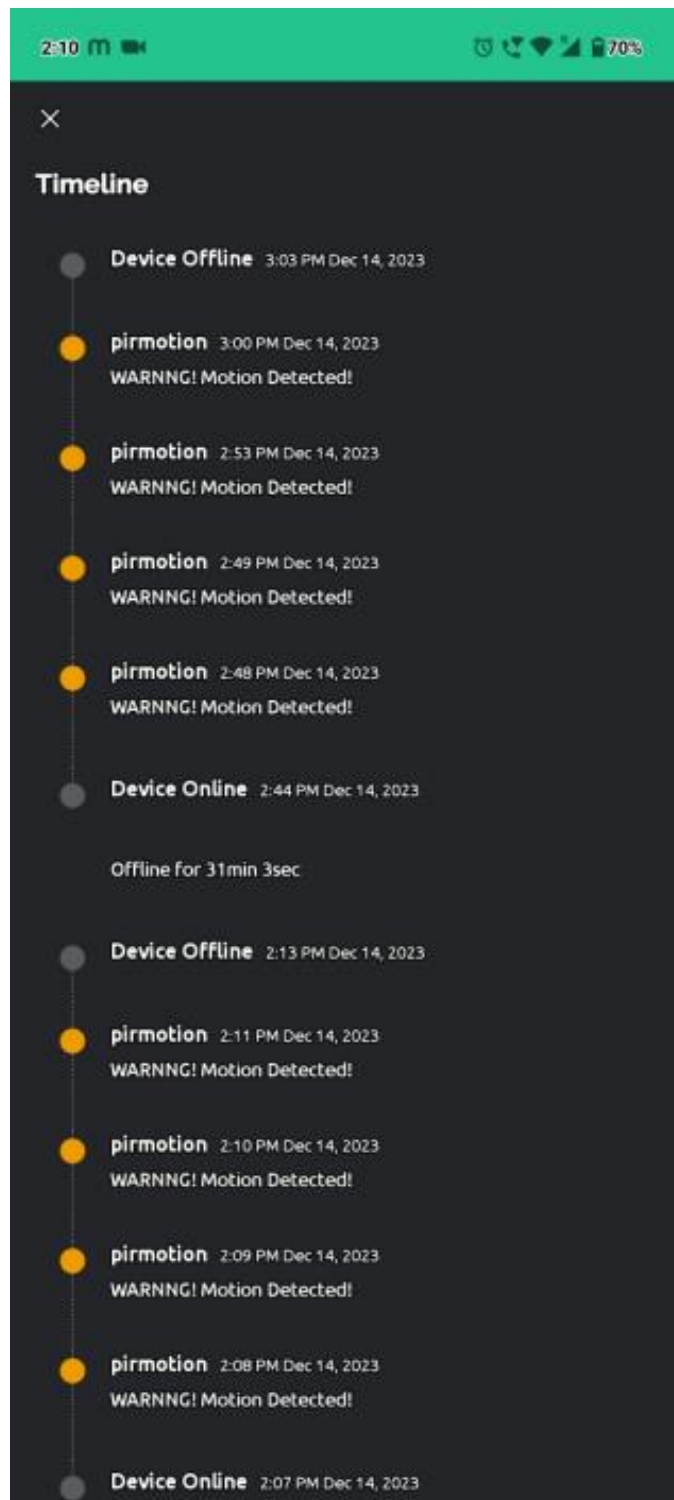 2:10 m 70%
Timeline
Device Offline 3:03 PM Dec 14, 2023
pirmotion 3:00 PM Dec 14, 2023
WARNNG! Motion Detected!
pirmotion 2:53 PM Dec 14, 2023
WARNNG! Motion Detected!
pirmotion 2:49 PM Dec 14, 2023
WARNNG! Motion Detected!
pirmotion 2:48 PM Dec 14, 2023
WARNNG! Motion Detected!
Device Online 2:44 PM Dec 14, 2023
Offline for 31min 3sec
Device Offline 2:13 PM Dec 14, 2023
pirmotion 2:11 PM Dec 14, 2023
WARNNG! Motion Detected!
pirmotion 2:10 PM Dec 14, 2023
WARNNG! Motion Detected!
pirmotion 2:09 PM Dec 14, 2023
WARNNG! Motion Detected!
pirmotion 2:08 PM Dec 14, 2023
WARNNG! Motion Detected!
Device Online 2:07 PM Dec 14, 2023